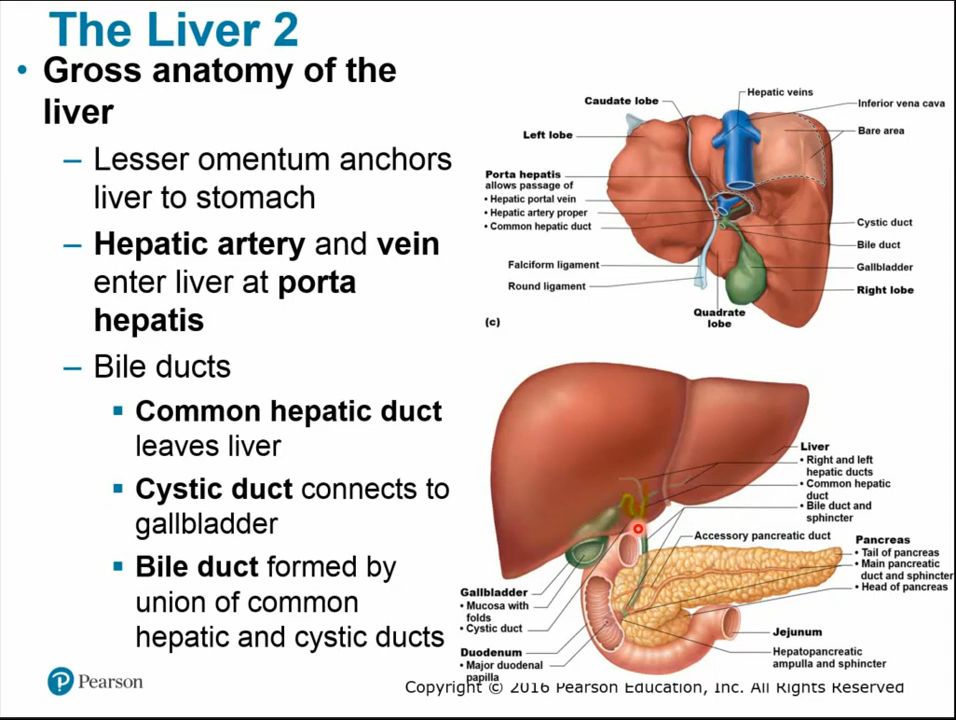 The Liver 2
• Gross anatomy of the
liver
– Lesser omentum anchors
liver to stomach
– Hepatic artery and vein
enter liver at porta
hepatis
– Bile ducts
▪ Common hepatic duct
leaves liver
▪ Cystic duct connects to
gallbladder
▪ Bile duct formed by
union of common
hepatic and cystic ducts
Caudate lobe
Left lobe
Porta hepatis
allows passage of
• Hepatic portal vein
• Hepatic artery proper
• Common hepatic duct
Falciform ligament
Round ligament
(c)
Quadrate
lobe
Hepatic veins
Inferior vena cava
Bare area
Cystic duct
Bile duct
Gallbladder
Right lobe
Liver
• Right and left
hepatic ducts
• Common hepatic
duct
• Bile duct and
sphincter
Accessory pancreatic duct
Pancreas
• Tail of pancreas
• Main pancreatic
duct and sphincter
• Head of pancreas
Gallbladder
• Mucosa with
folds
• Cystic duct
Duodenum
• Major duodenal
papilla
Jejunum
Hepatopancreatic
ampulla and sphincter
P Pearson
Copyright © 2016 Pearson Education, Inc. All Rights Reserved